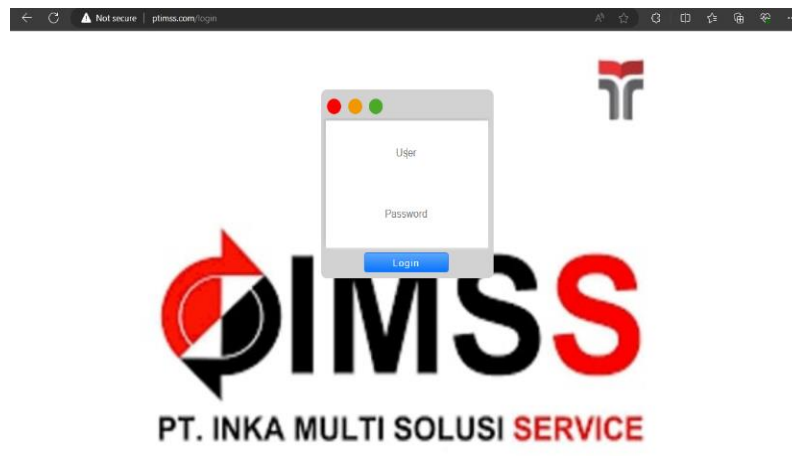 Not secure | ptimss.com/login
User
Password
Login
IMSS
PT. INKA MULTI SOLUSI SERVICE